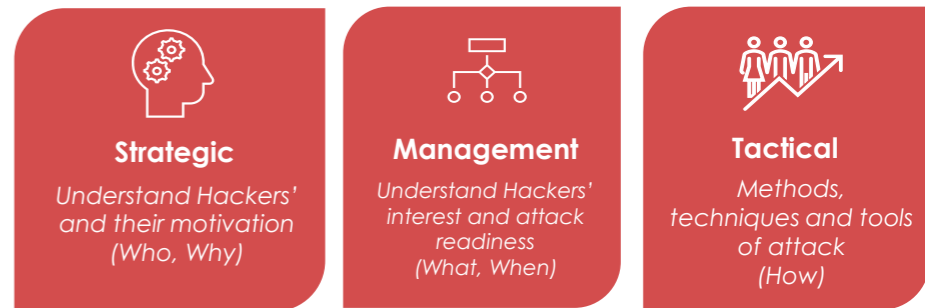 Strategic
Understand Hackers'
and their motivation
(Who, Why)
Management
Understand Hackers'
interest and attack
readiness
(What, When)
Tactical
Methods,
techniques and tools
of attack
(How)